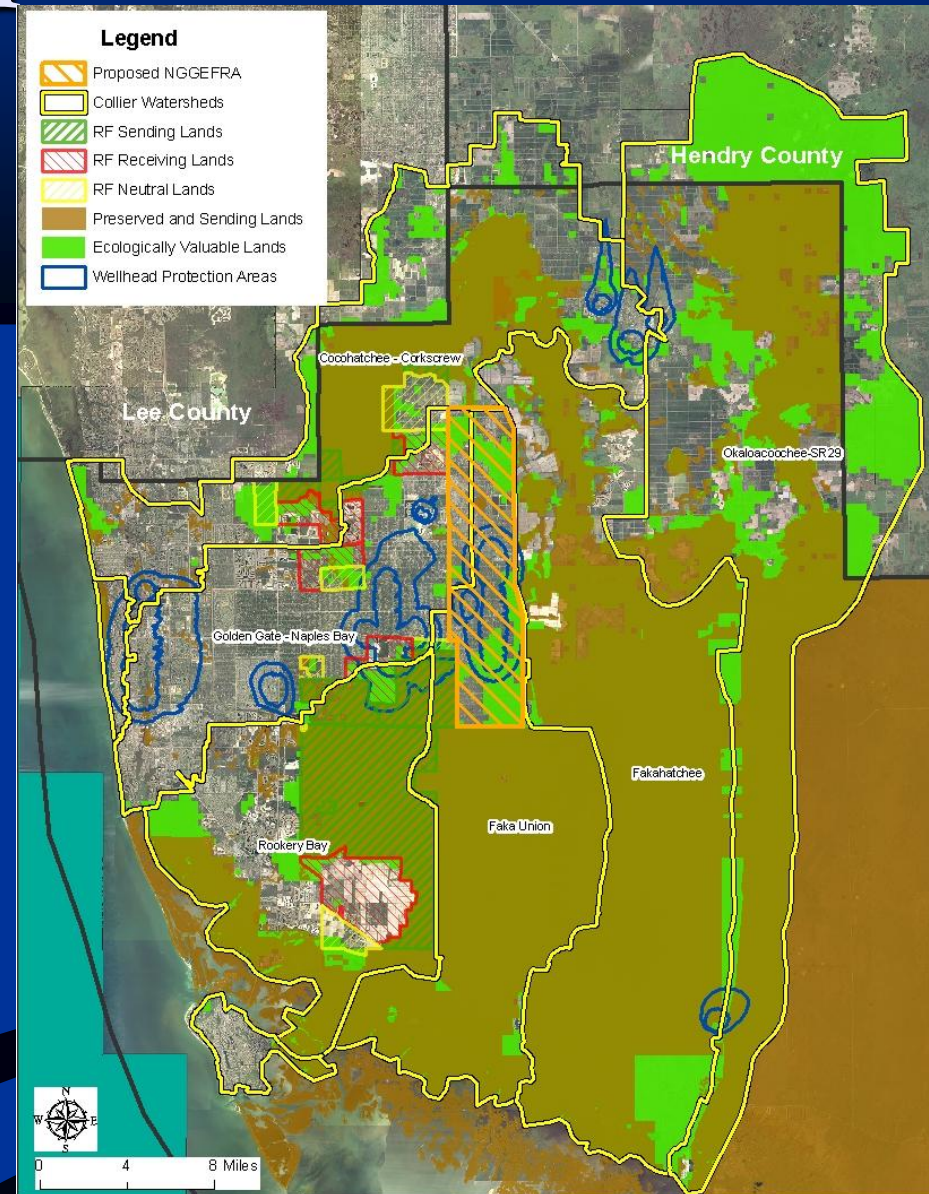 Legend
Proposed NGGEFRA
Collier Watersheds
RF Sending Lands
RF Receiving Lands
RF Neutral Lands
Preserved and Sending Lands
Ecologically Valuable Lands
Wellhead Protection Areas
Hendry County
Cocohatchee - Corkscrew
Lee County
Okaloacoochee-SR29
Golden Gate - Naples Bay
Fakahatchee
Faka Union
Rookery Bay
N
W E
S
0 4 8 Miles